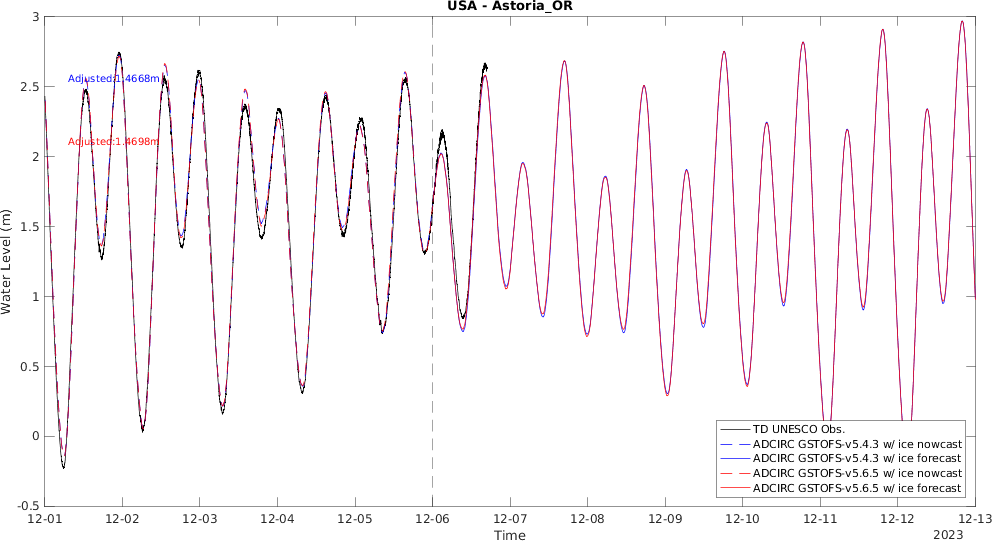 USA - Astoria_OR
3
2.5
2
1.5
1
0.5
0
-0.5
Water Level (m)
Adjusted:1.4668m
Adjusted:1.4698m
TD UNESCO Obs.
ADCIRC GSTOFS-v5.4.3 w/ ice nowcast
ADCIRC GSTOFS-v5.4.3 w/ ice forecast
ADCIRC GSTOFS-v5.6.5 w/ ice nowcast
ADCIRC GSTOFS-v5.6.5 w/ ice forecast
12-01 12-02 12-03 12-04 12-05 12-06 12-07 12-08 12-09 12-10 12-11 12-12 12-13
Time
2023